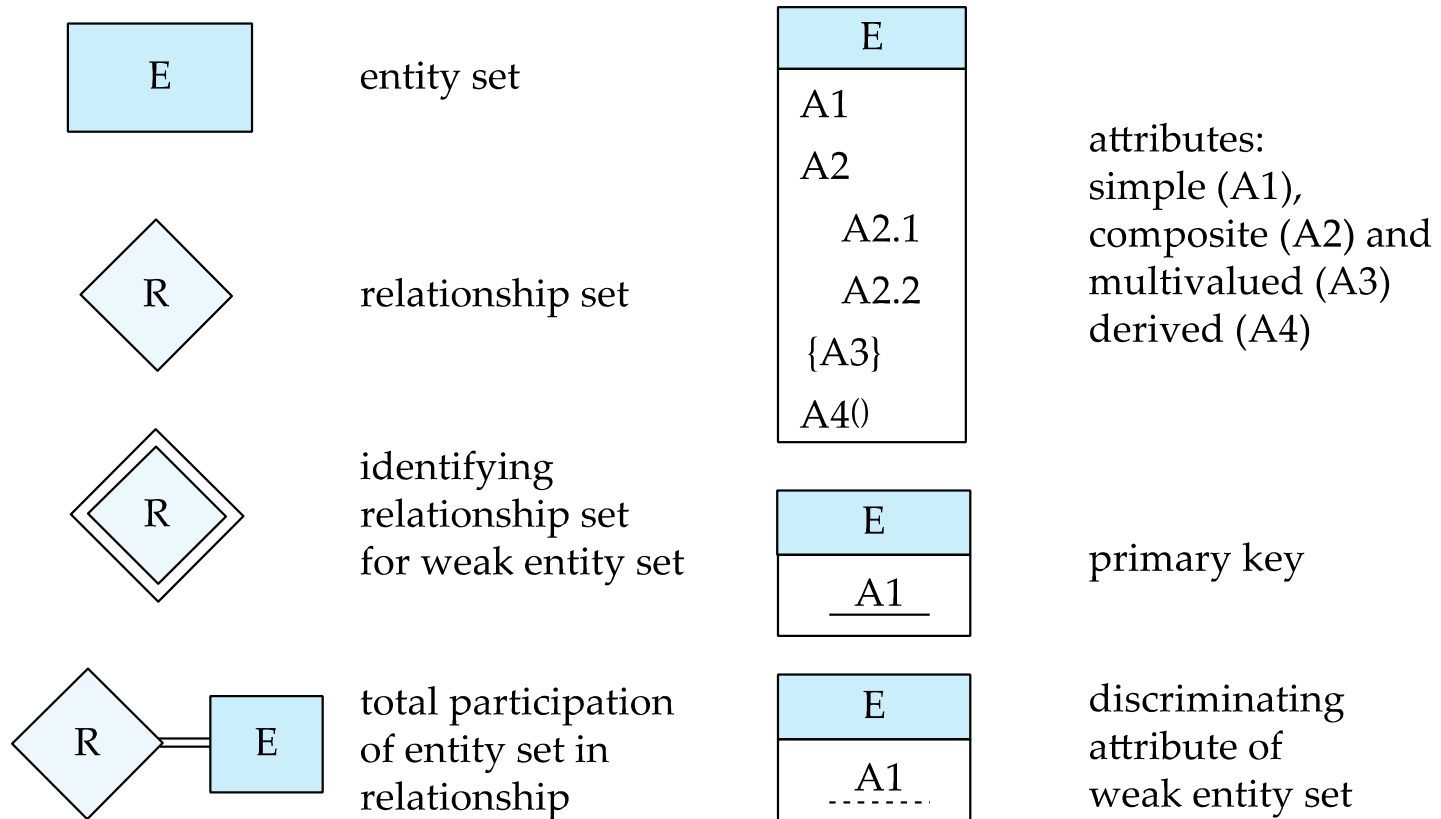 E
entity set
R
relationship set
R
identifying
relationship set
for weak entity set
R
E
total participation
of entity set in
relationship
E
A1
A2
A2.1
A2.2
{A3}
A4()
attributes:
simple (A1),
composite (A2) and
multivalued (A3)
derived (A4)
E
A1
primary key
E
A1
discriminating
attribute of
weak entity set